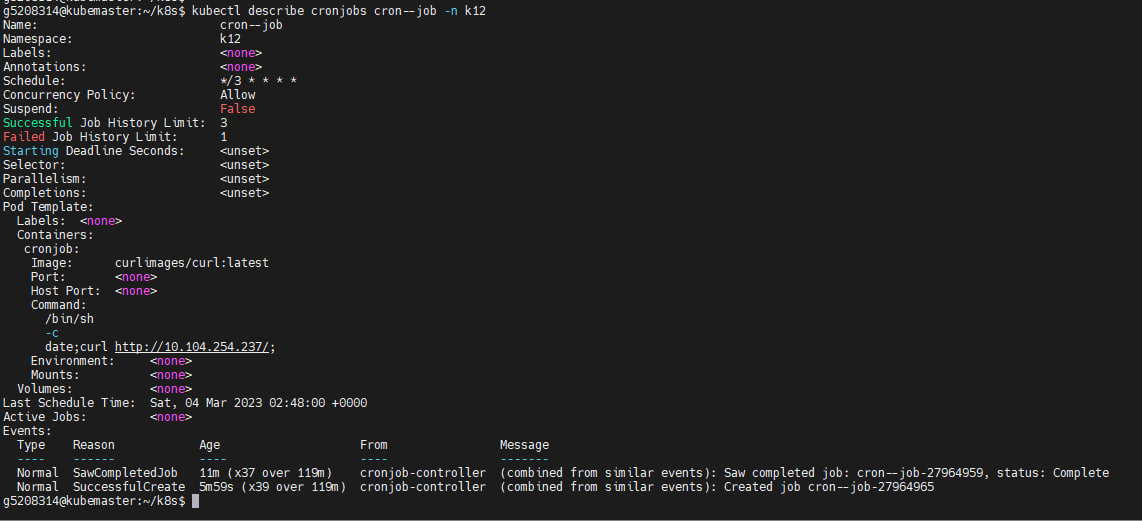 g5208314@kubemaster:~/k8s$ kubectl describe cronjobs cron--job -n k12
Name: cron--job
Namespace: k12
Labels: <none>
Annotations: <none>
Schedule: */3 * * * *
Concurrency Policy: Allow
Suspend: False
Successful Job History Limit: 3
Failed Job History Limit: 1
Starting Deadline Seconds: <unset>
Selector: <unset>
Parallelism: <unset>
Completions: <unset>
Pod Template:
Labels: <none>
Containers:
cronjob:
Image: curlimages/curl:latest
Port: <none>
Host Port: <none>
Command:
/bin/sh
-c
date;curl http://10.104.254.237/;
Environment: <none>
Mounts: <none>
Volumes: <none>
Last Schedule Time: Sat, 04 Mar 2023 02:48:00 +0000
Active Jobs: <none>
Events:
Type Reason Age From Message
---- ------ ---- ---- -------
Normal SawCompletedJob 11m (x37 over 119m) cronjob-controller (combined from similar events): Saw completed job: cron--job-27964959, status: Complete
Normal SuccessfulCreate 5m59s (x39 over 119m) cronjob-controller (combined from similar events): Created job cron--job-27964965
g5208314@kubemaster:~/k8s$